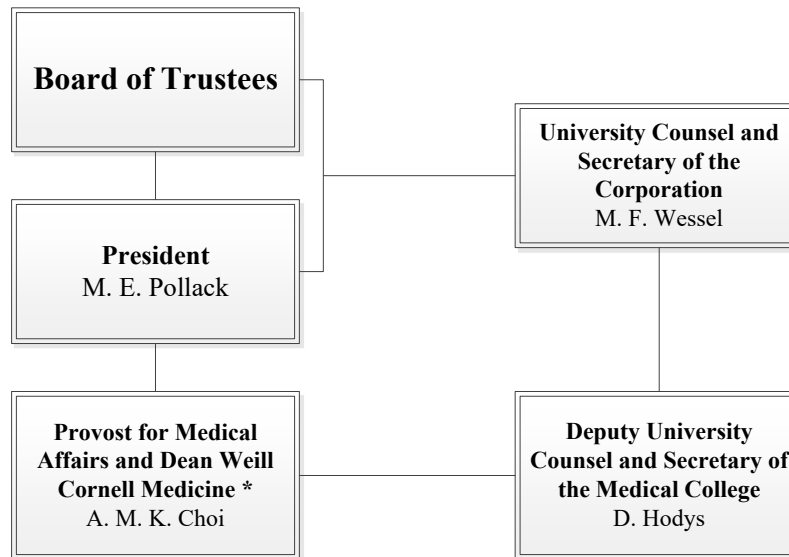 Board of Trustees
University Counsel and
Secretary of the
Corporation
M. F. Wessel
President
M. E. Pollack
Provost for Medical
Affairs and Dean Weill
Cornell Medicine *
A. M. K. Choi
Deputy University
Counsel and Secretary of
the Medical College
D. Hodys